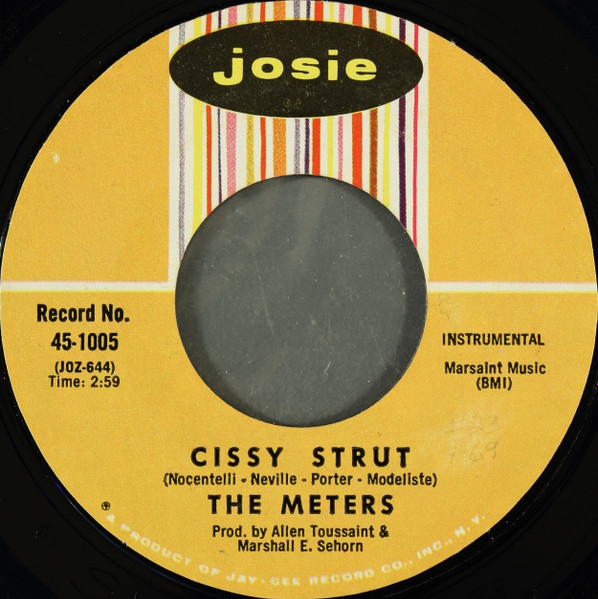 josie
Record No.
45-1005
(JOZ-644)
Time: 2:59
INSTRUMENTAL
Marsaint Music
(BMI)
CISSY STRUT
(Nocentelli - Neville - Porter - Modeliste)
THE METERS
Prod. by Allen Toussaint &
Marshall E. Sehorn
A PRODUCT OF JAY-GEE RECORD CO., INC., N. Y.